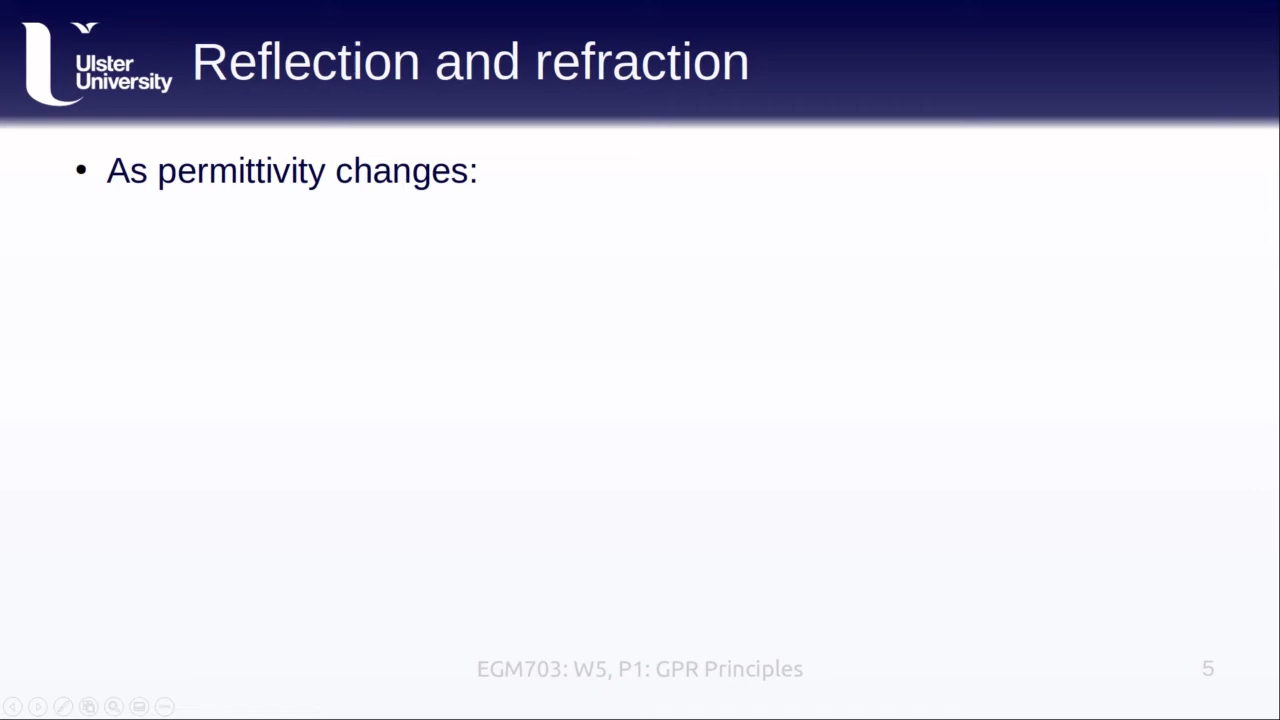 Ulster
University
Reflection and refraction
• As permittivity changes:
EGM703: W5, P1: GPR Principles
5